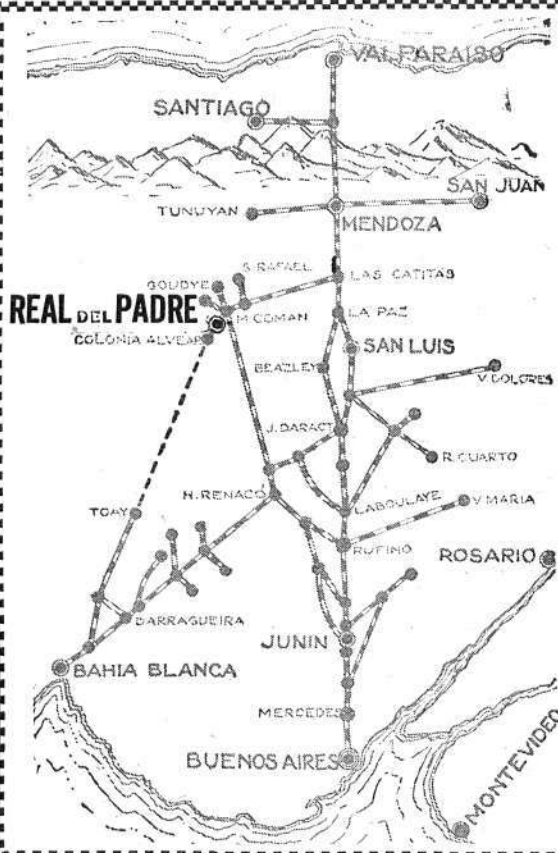 VALPARAISO
SANTIAGO
SAN JUAN
TUNUYAN
MENDOZA
S. RAFAEL
LAS CATITAS
GOUDYE
REAL DEL PADRE
M. COMAN
LA PAZ
COLONIA ALVEAR
SAN LUIS
BEAZLEY
V. DOLORES
J. DARACT
R. CUARTO
H. RENACÓ
LABOULAYE
V. MARIA
TOAY
RUFINO
ROSARIO
DARRAGUEIRA
JUNIN
BAHIA BLANCA
MERCEDES
BUENOS AIRES
MONTEVIDEO